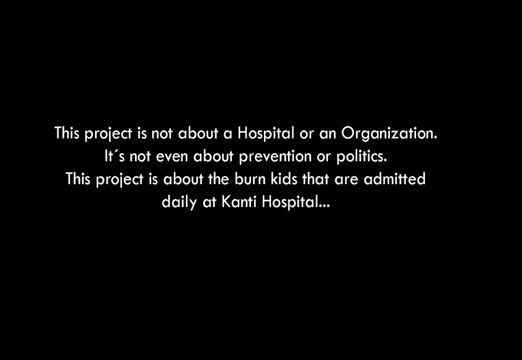 This project is not about a Hospital or an Organization.
It´s not even about prevention or politics.
This project is about the burn kids that are admitted
daily at Kanti Hospital...